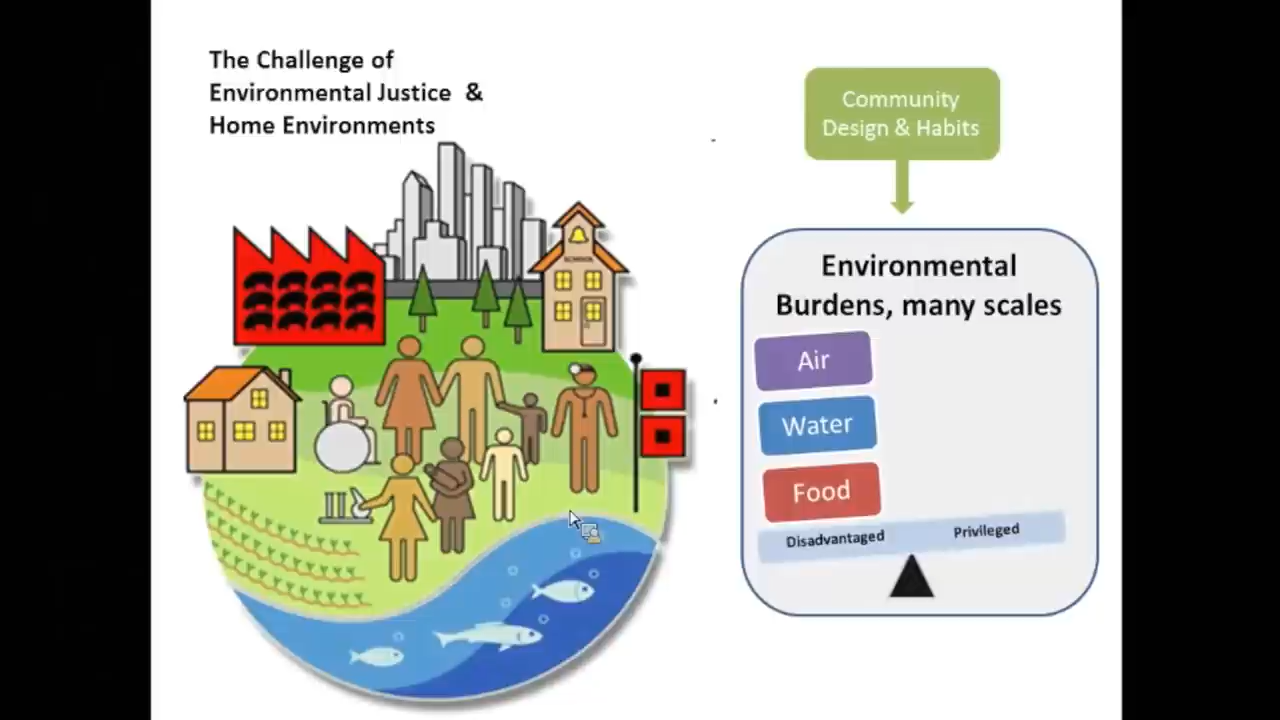 The Challenge of
Environmental Justice &
Home Environments
SCHOOL
Community
Design & Habits
Environmental
Burdens, many scales
Air
Water
Food
Disadvantaged
Privileged